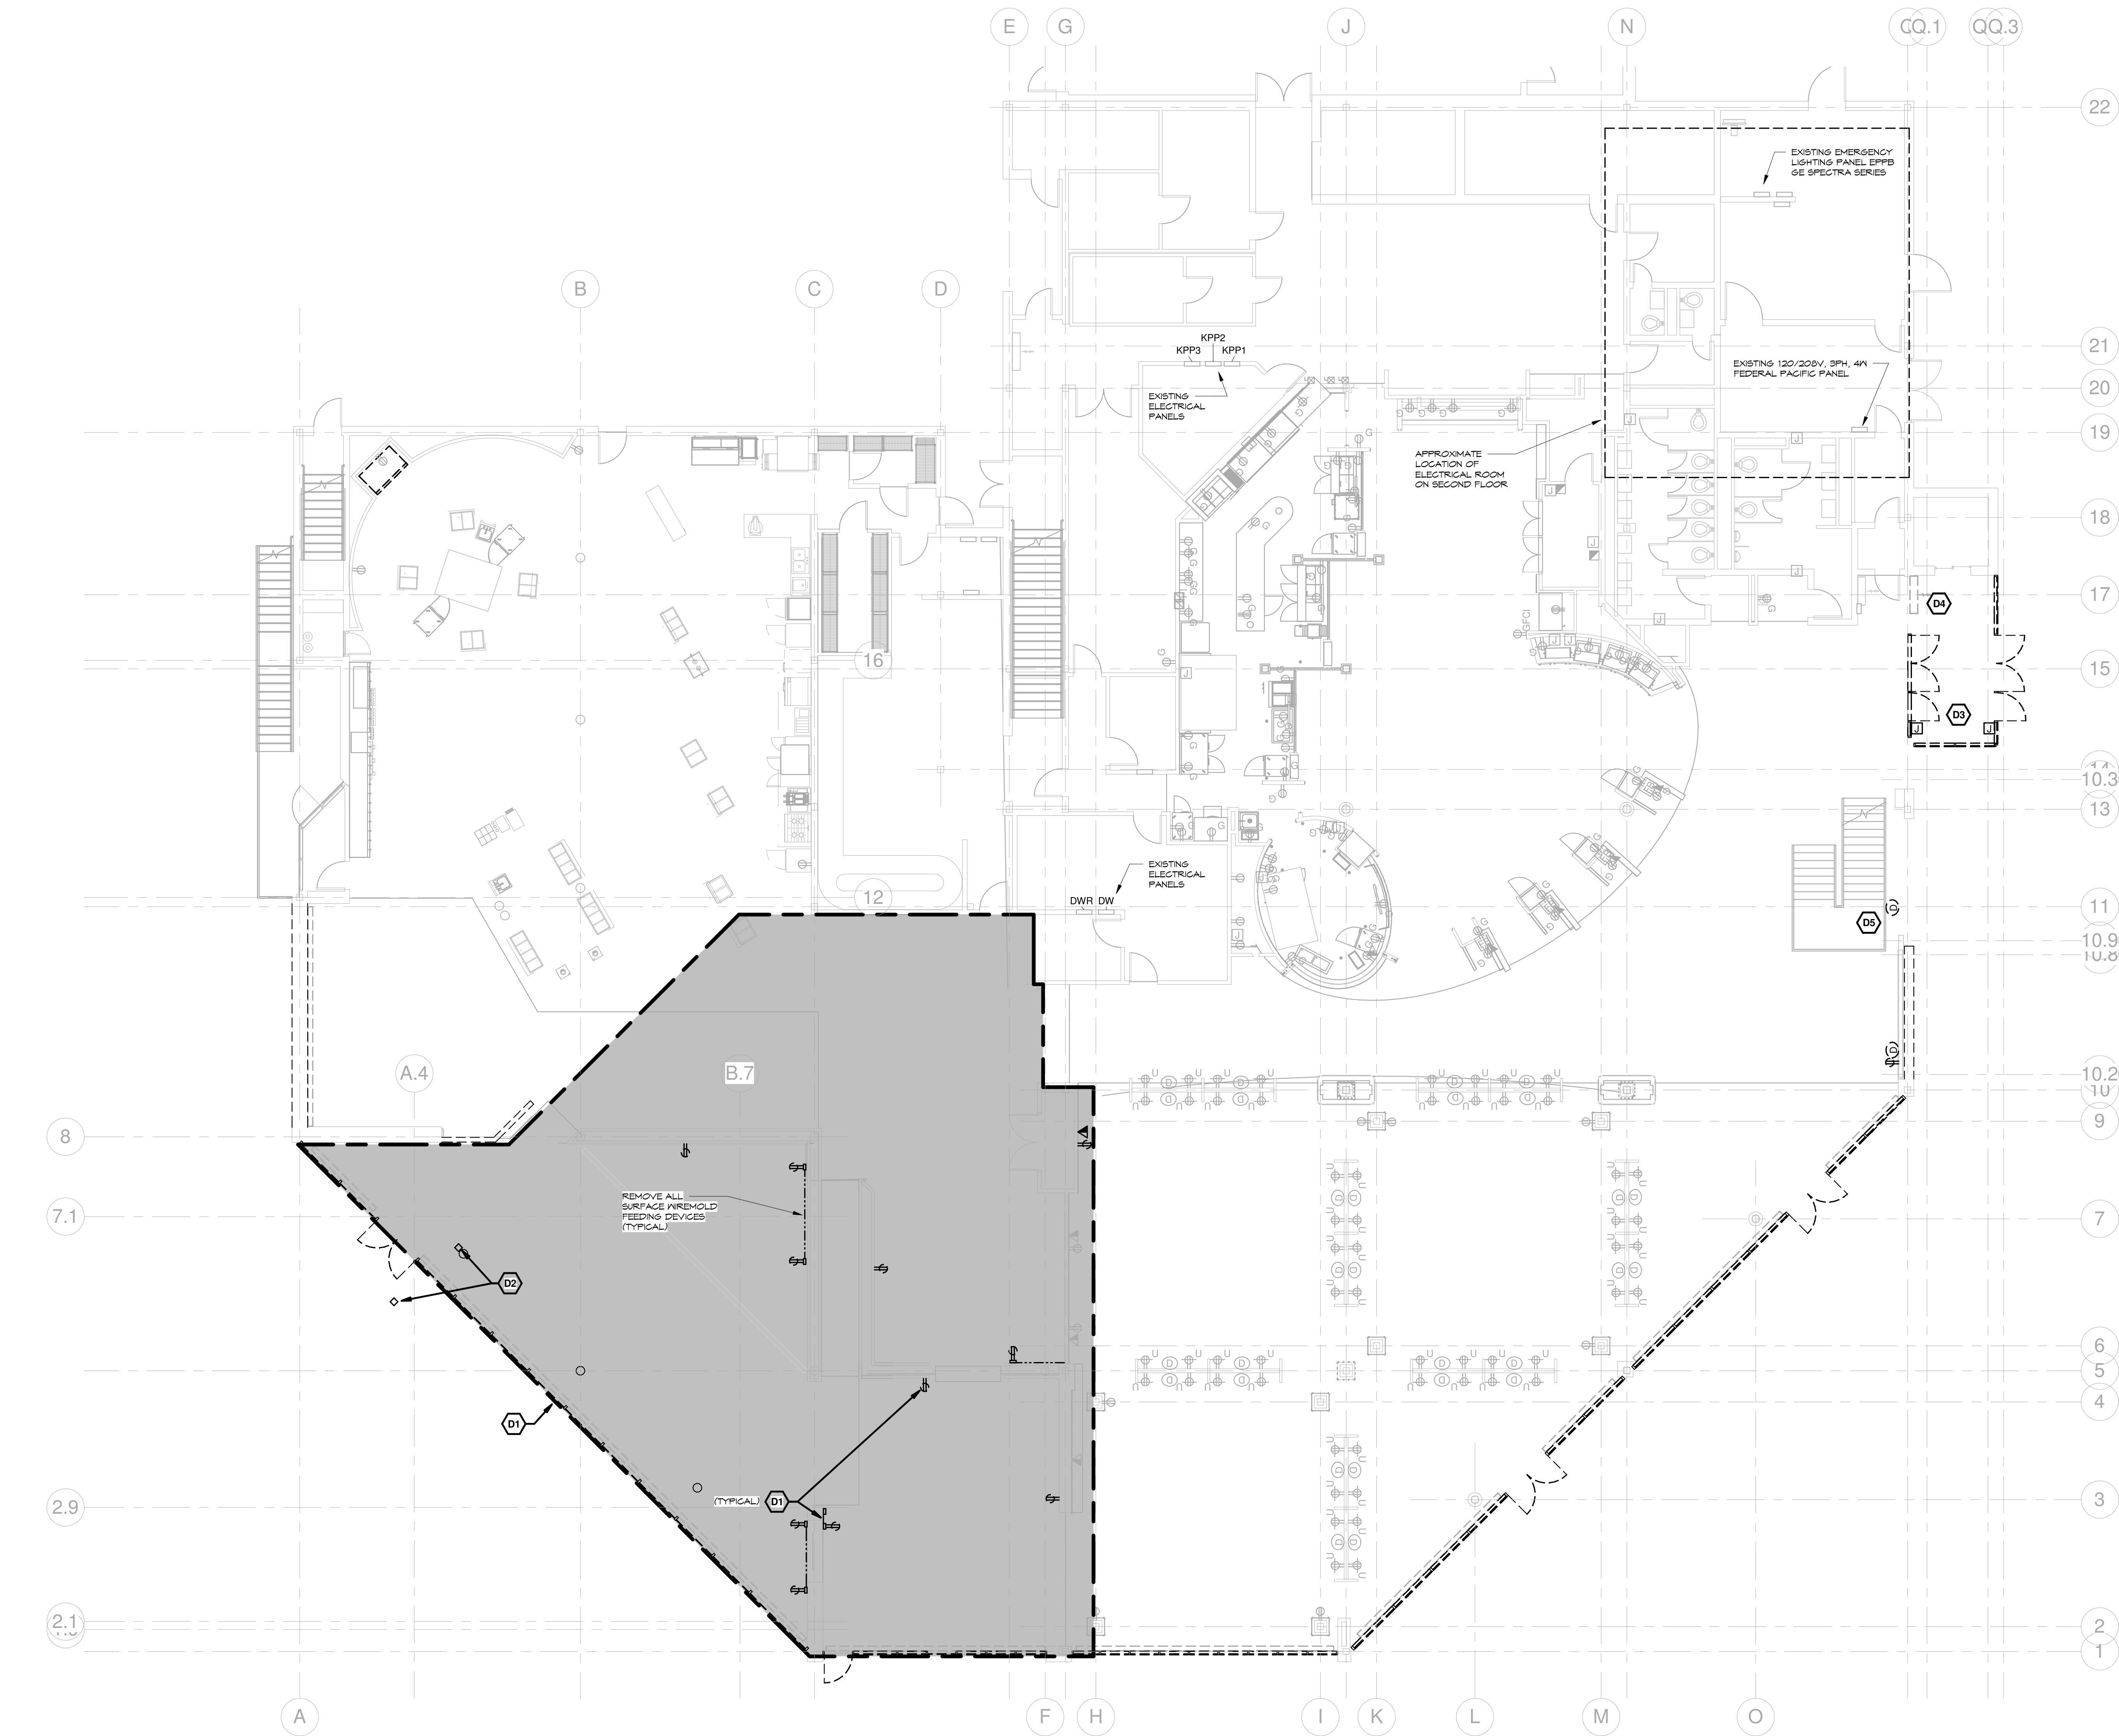 E
G
J
N
Q.1
Q.3
22
EXISTING EMERGENCY
LIGHTING PANEL EPPB
GE SPECTRA SERIES
B
C
D
KPP2
KPP3
KPP1
21
EXISTING 120/208V, 3PH, 4W
FEDERAL PACIFIC PANEL
20
EXISTING
ELECTRICAL
PANELS
19
APPROXIMATE
LOCATION OF
ELECTRICAL ROOM
ON SECOND FLOOR
18
17
D4
GFCI
16
15
D3
10.3
13
EXISTING
ELECTRICAL
PANELS
12
DWR
DW
11
D5
10.9
10.8
A.4
B.7
10.2
10
9
8
REMOVE ALL
SURFACE WIREMOLD
FEEDING DEVICES
(TYPICAL)
7.1
7
D2
6
5
4
D1
(TYPICAL)
D1
2.9
3
2.1
2
1
A
F
H
I
K
L
M
O